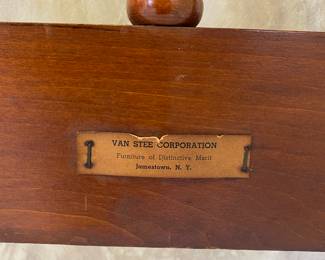 VAN STEE CORPORATION
Furniture of Distinctive Merit
Jamestown, N. Y.